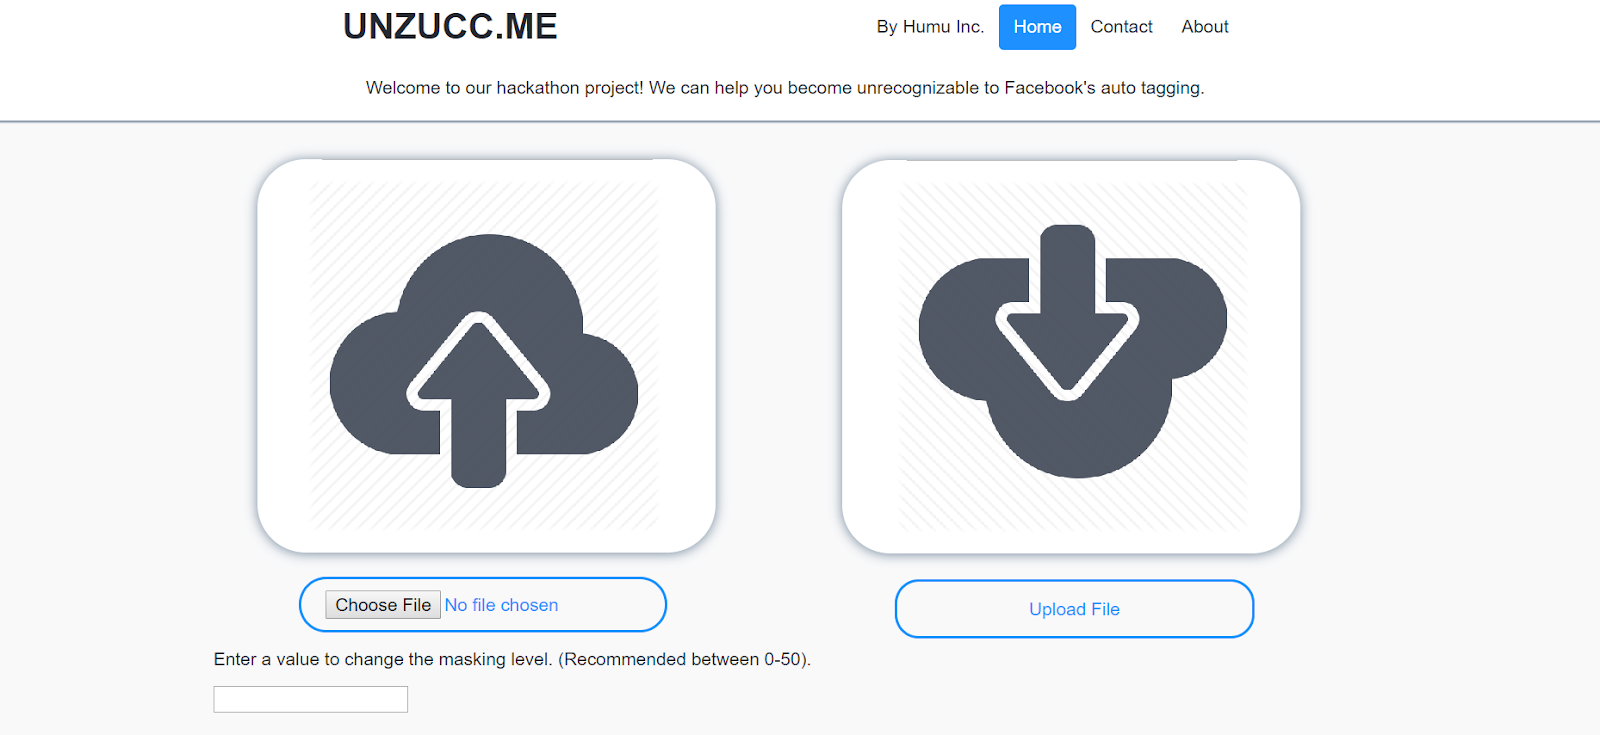 UNZUCC.ME
By Humu Inc. Home Contact About
Welcome to our hackathon project! We can help you become unrecognizable to Facebook's auto tagging.
Choose File No file chosen
Upload File
Enter a value to change the masking level. (Recommended between 0-50).